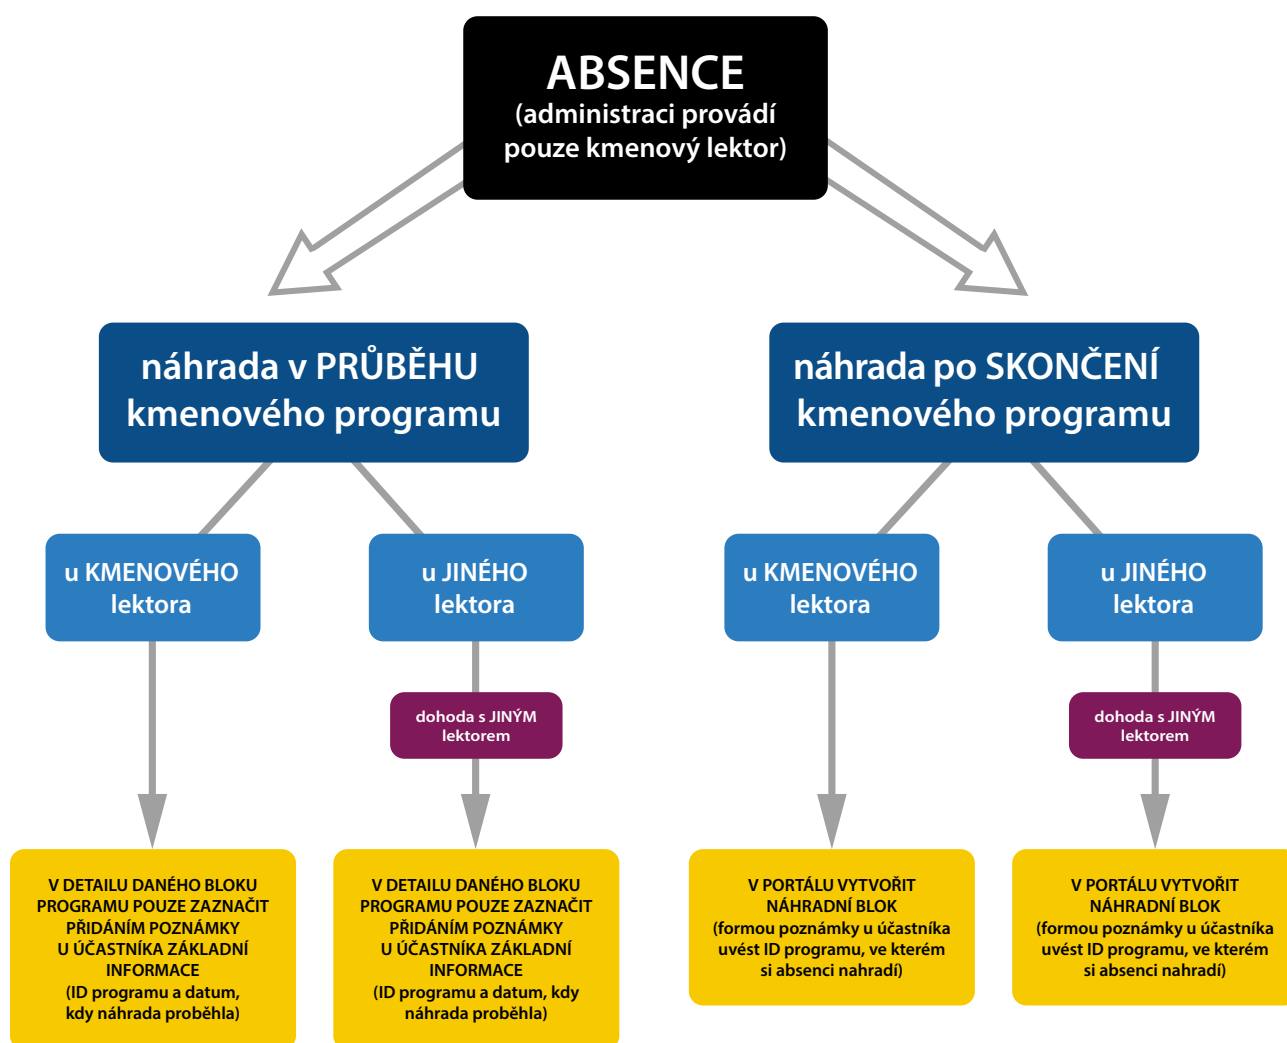 ABSENCE
(administraci provádí
pouze kmenový lektor)
náhrada v PRŮBĚHU
kmenového programu
náhrada po SKONČENÍ
kmenového programu
u KMENOVÉHO
lektora
u JINÉHO
lektora
u KMENOVÉHO
lektora
u JINÉHO
lektora
dohoda s JINÝM
lektorem
dohoda s JINÝM
lektorem
V DETAILU DANÉHO BLOKU
PROGRAMU POUZE ZAZNAČIT
PŘIDÁNÍM POZNÁMKY
U ÚČASTNÍKA ZÁKLADNÍ
INFORMACE
(ID programu a datum,
kdy náhrada proběhla)
V DETAILU DANÉHO BLOKU
PROGRAMU POUZE ZAZNAČIT
PŘIDÁNÍM POZNÁMKY
U ÚČASTNÍKA ZÁKLADNÍ
INFORMACE
(ID programu a datum, kdy
náhrada proběhla)
V PORTÁLU VYTVOŘIT
NÁHRADNÍ BLOK
(formou poznámky u účastníka
uvést ID programu, ve kterém
si absenci nahradí)
V PORTÁLU VYTVOŘIT
NÁHRADNÍ BLOK
(formou poznámky u účastníka
uvést ID programu, ve kterém
si absenci nahradí)